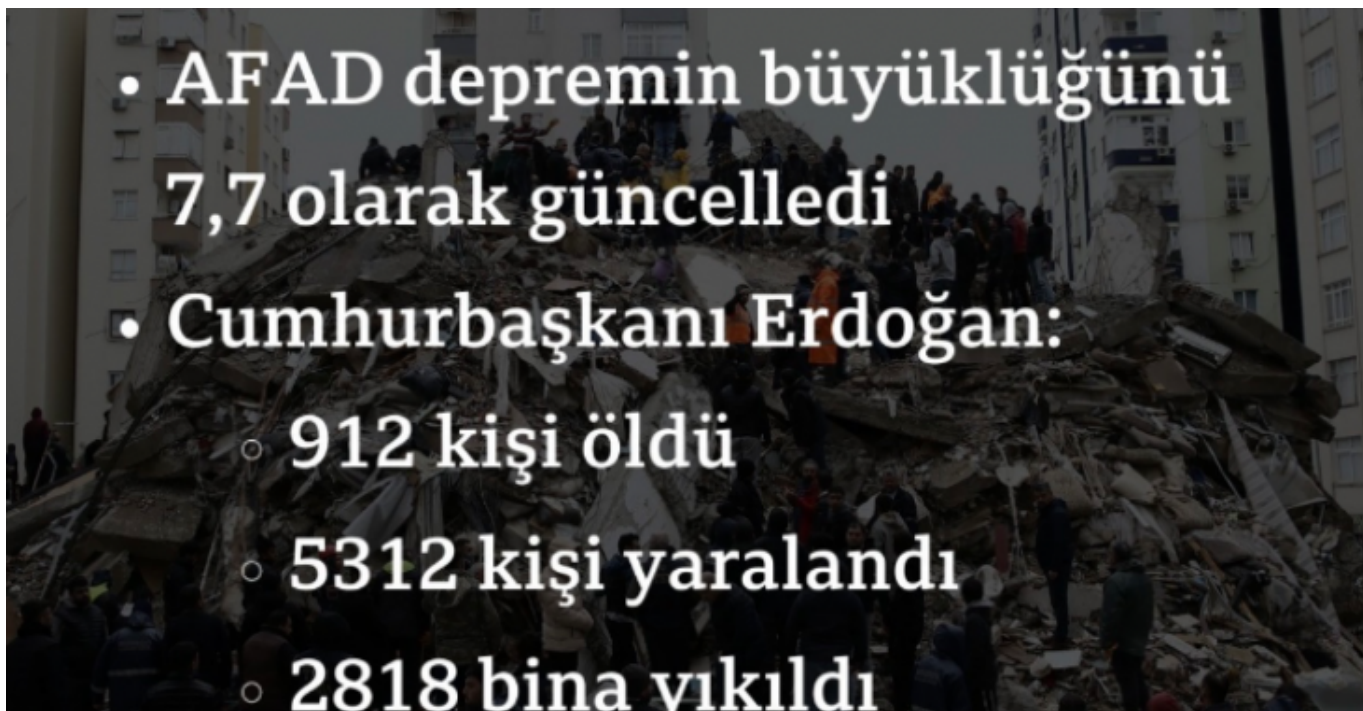 • AFAD depremin büyüklüğünü
7,7 olarak güncelledi
• Cumhurbaşkanı Erdoğan:
◦ 912 kişi öldü
◦ 5312 kişi yaralandı
◦ 2818 bina yıkıldı